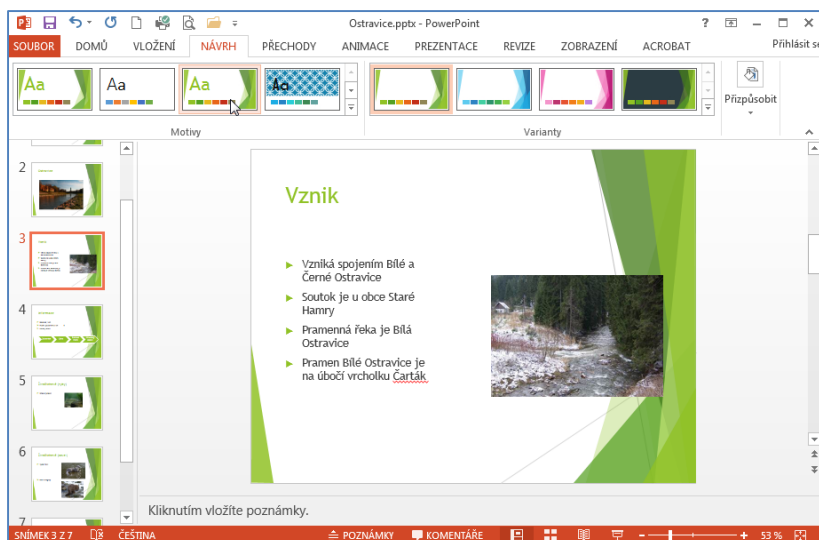 Ostravice.pptx - PowerPoint
?
SOUBOR DOMŮ VLOŽENÍ NÁVRH PŘECHODY ANIMACE PREZENTACE REVIZE ZOBRAZENÍ ACROBAT Přihlásit se
Aa Aa Aa Aa
Přizpůsobit
Motivy Varianty
2
3
4
5
6
7
Vznik
Vzniká spojením Bílé a
Černé Ostravice
Soutok je u obce Staré
Hamry
Pramenná řeka je Bílá
Ostravice
Pramen Bílé Ostravice je
na úbočí vrcholku Čarták
Kliknutím vložíte poznámky.
SNÍMEK 3 Z 7 ČEŠTINA POZNÁMKY KOMENTÁŘE 53 %